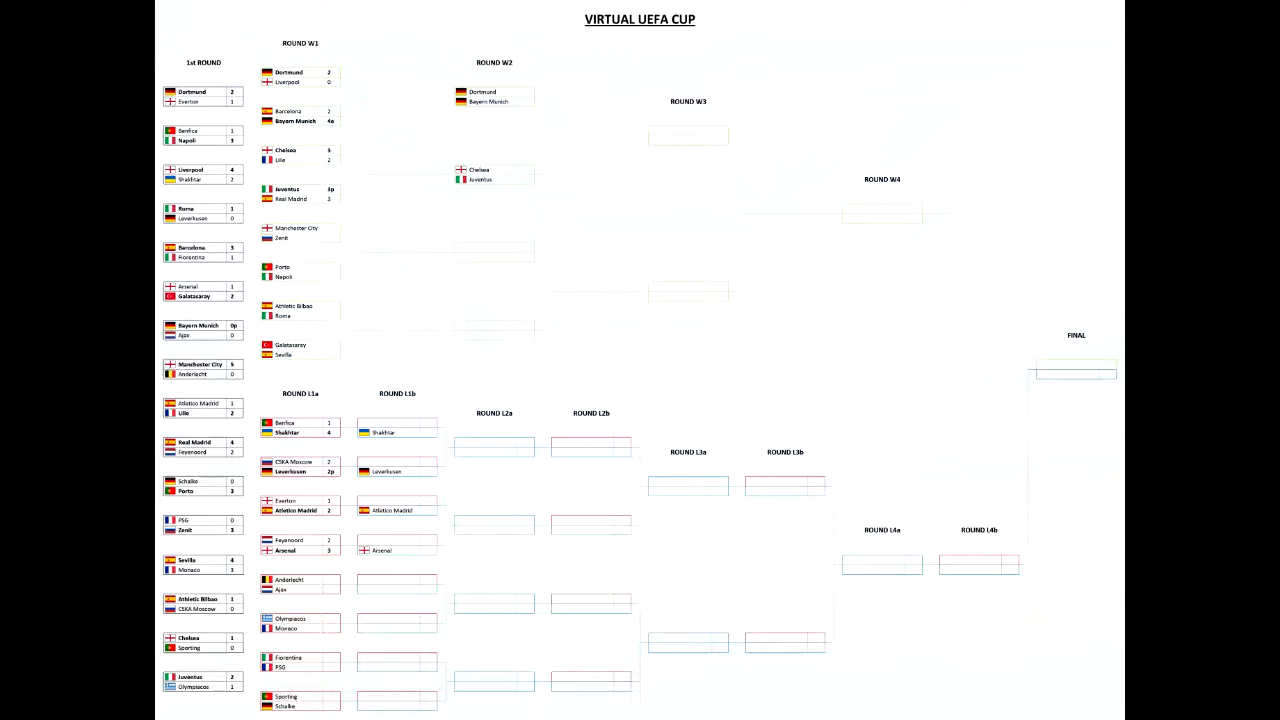 VIRTUAL UEFA CUP
1st ROUND
Dortmund 2
Everton 1
Benfica 1
Napoli 3
Liverpool 4
Shakhtar 2
Roma 1
Leverkusen 0
Barcelona 3
Fiorentina 1
Arsenal 1
Galatasaray 2
Bayern Munich 0p
Ajax 0
Manchester City 5
Anderlecht 0
Atletico Madrid 1
Lille 2
Real Madrid 4
Feyenoord 2
Schalke 0
Porto 3
PSG 0
Zenit 3
Sevilla 4
Monaco 3
Athletic Bilbao 1
CSKA Moscow 0
Chelsea 1
Sporting 0
Juventus 2
Olympiacos 1
ROUND W1
Dortmund 2
Liverpool 0
Barcelona 2
Bayern Munich 4e
Chelsea 3
Lille 2
Juventus 3p
Real Madrid 3
Manchester City
Zenit
Porto
Napoli
Athletic Bilbao
Roma
Galatasaray
Sevilla
ROUND W2
Dortmund
Bayern Munich
Chelsea
Juventus
ROUND W3
ROUND W4
FINAL
ROUND L1a
Benfica 1
Shakhtar 4
CSKA Moscow 2
Leverkusen 2p
Everton 1
Atletico Madrid 2
Feyenoord 2
Arsenal 3
Anderlecht
Ajax
Olympiacos
Monaco
Fiorentina
PSG
Sporting
Schalke
ROUND L1b
Shakhtar
Leverkusen
Atletico Madrid
Arsenal
ROUND L2a
ROUND L2b
ROUND L3a
ROUND L3b
ROUND L4a
ROUND L4b